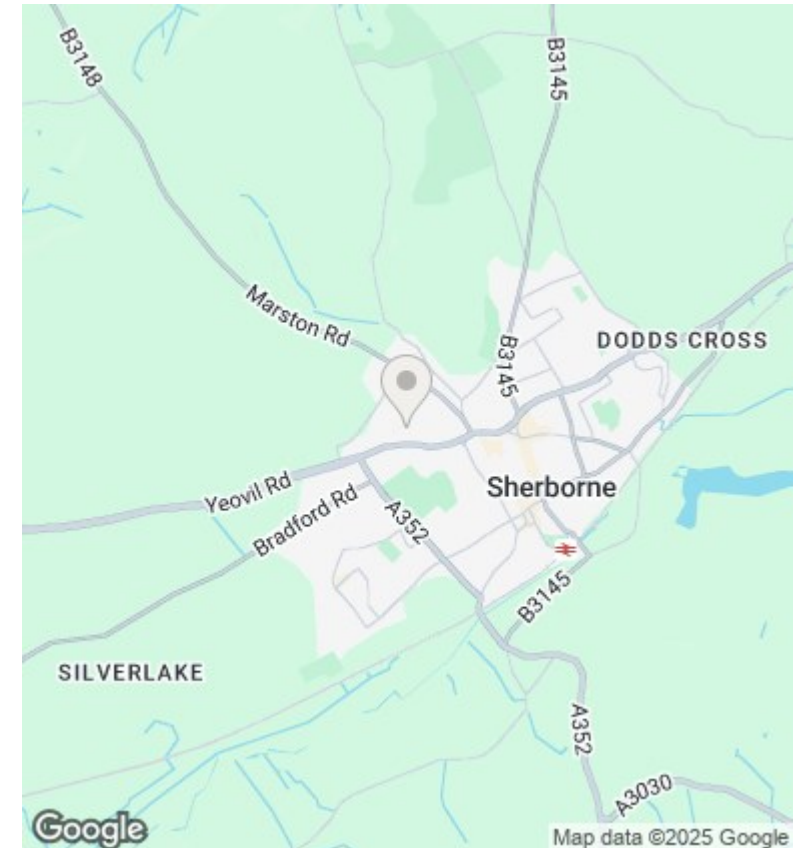 B3148
B3145
Marston Rd
B3145
DODDS CROSS
Sherborne
Yeovil Rd
Bradford Rd
A352
B3145
SILVERLAKE
A352
A3030
Google
Map data ©2025 Google